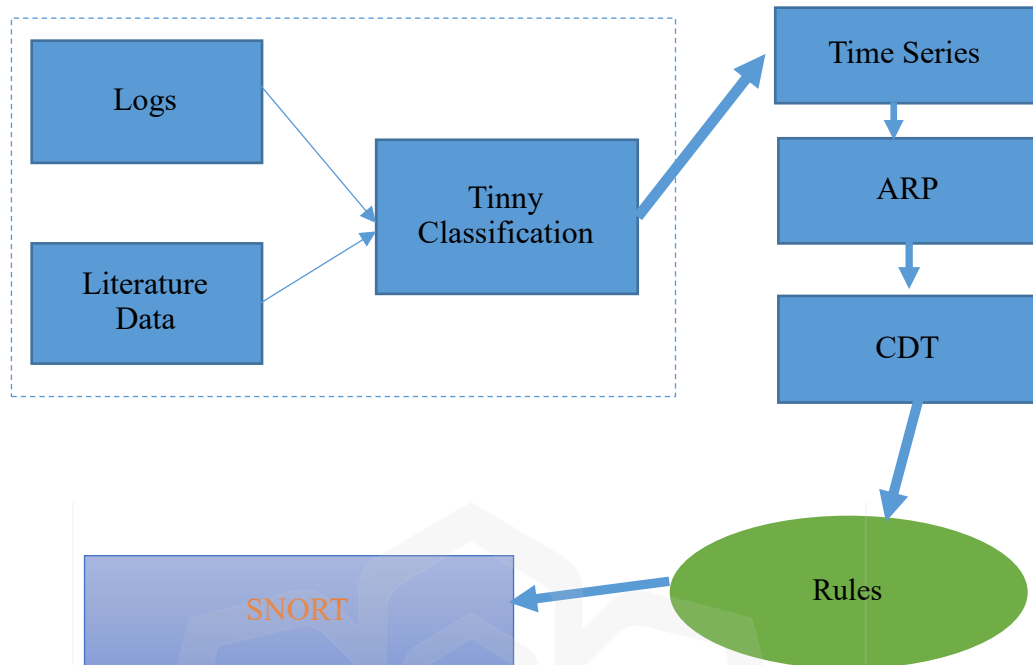 Logs
Literature
Data
Tinny
Classification
Time Series
ARP
CDT
Rules
SNORT